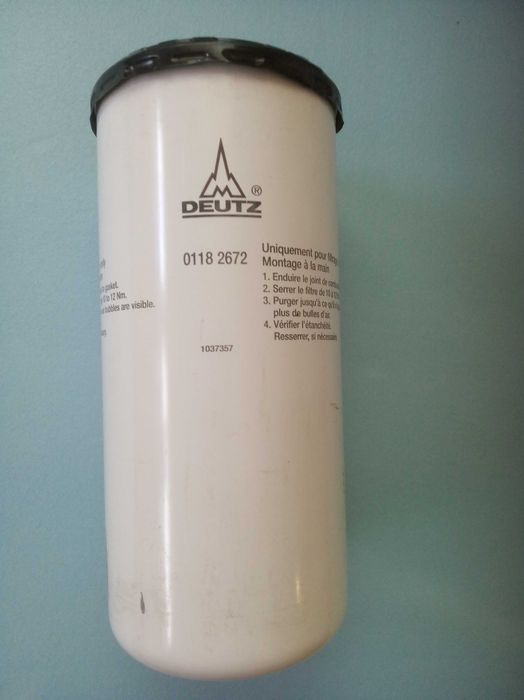 ®
DEUTZ
0118 2672
gasket.
to 12 Nm.
bubbles are visible.
Uniquement pour
Montage à la main
1. Enduire le joint de
2. Serrer le filtre de 10 à
3. Purger jusqu'à ce
plus de bulles d'air.
4. Vérifier l'étanchéité.
Resserrer, si nécessaire
1037357